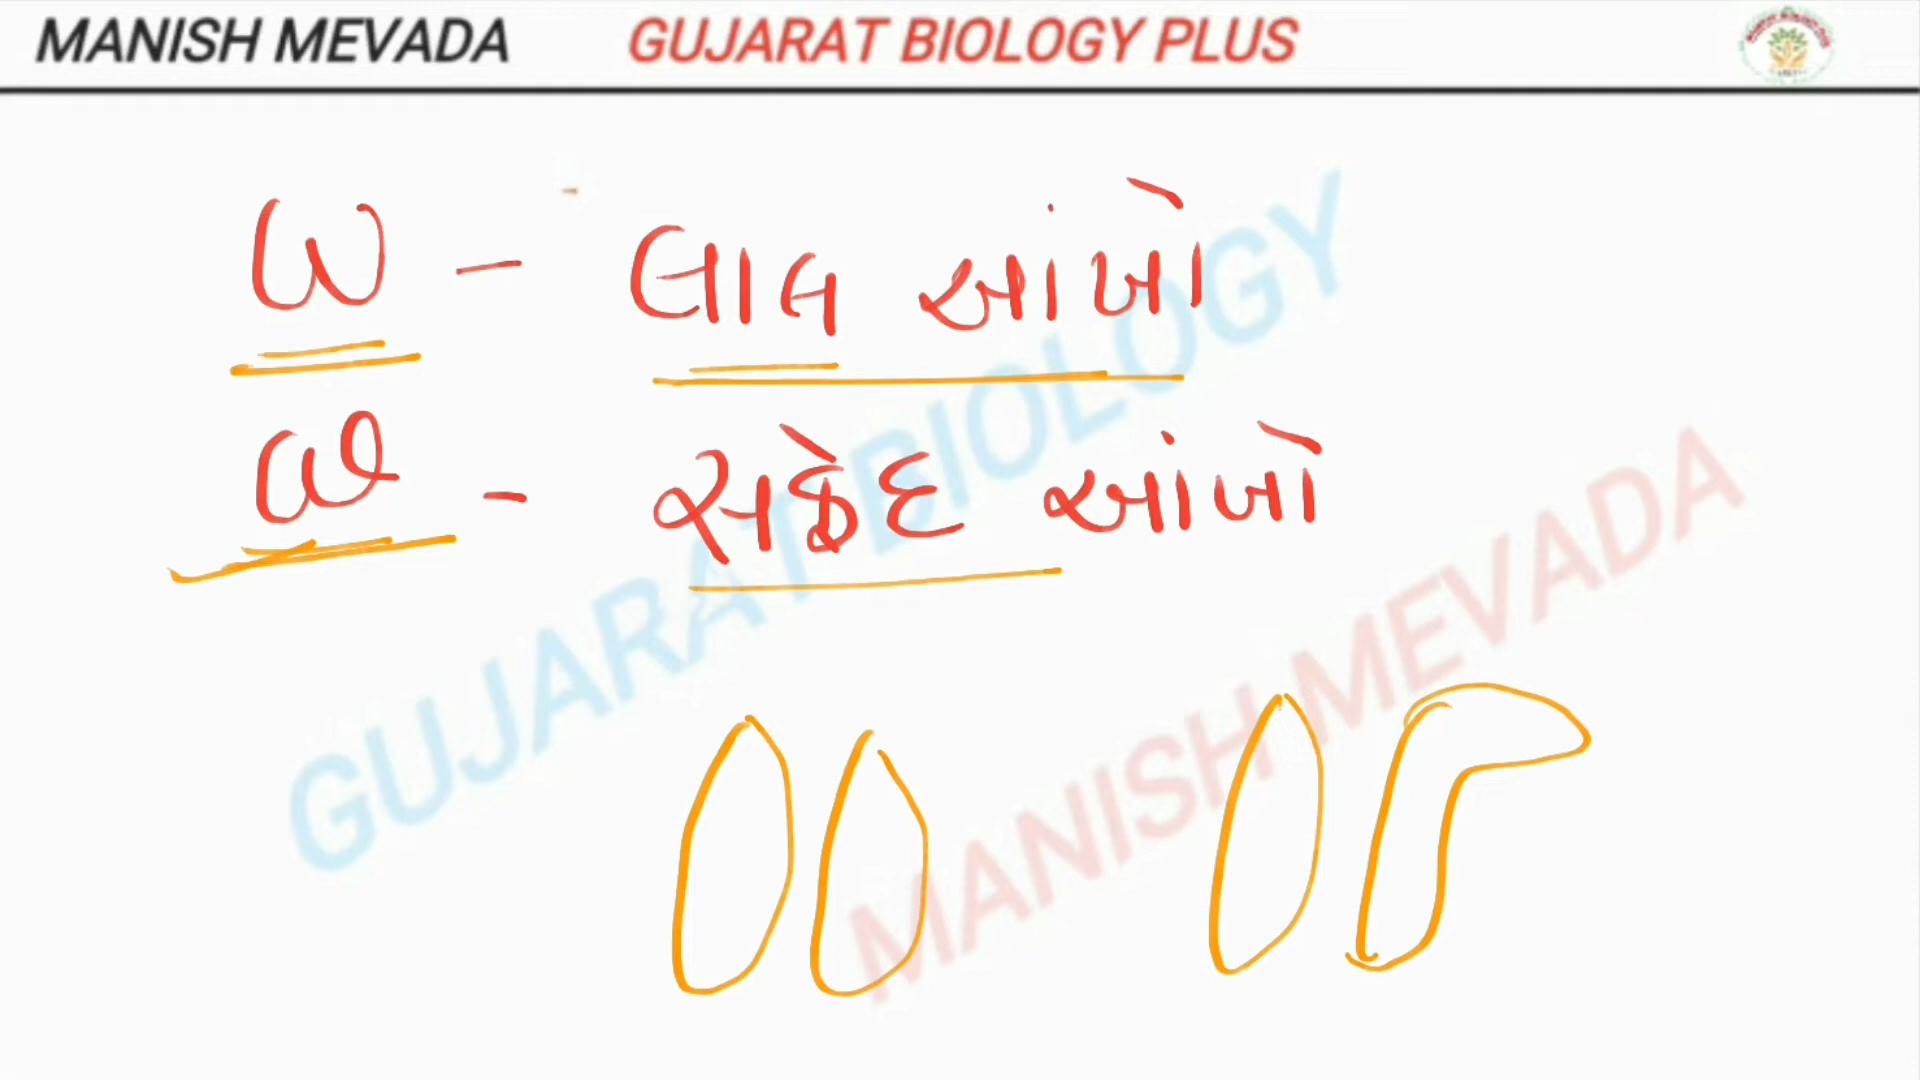 MANISH MEVADA GUJARAT BIOLOGY PLUS
W - લાલ આંખો
w - સફેદ આંખો
GUJARAT BIOLOGY
MANISH MEVADA